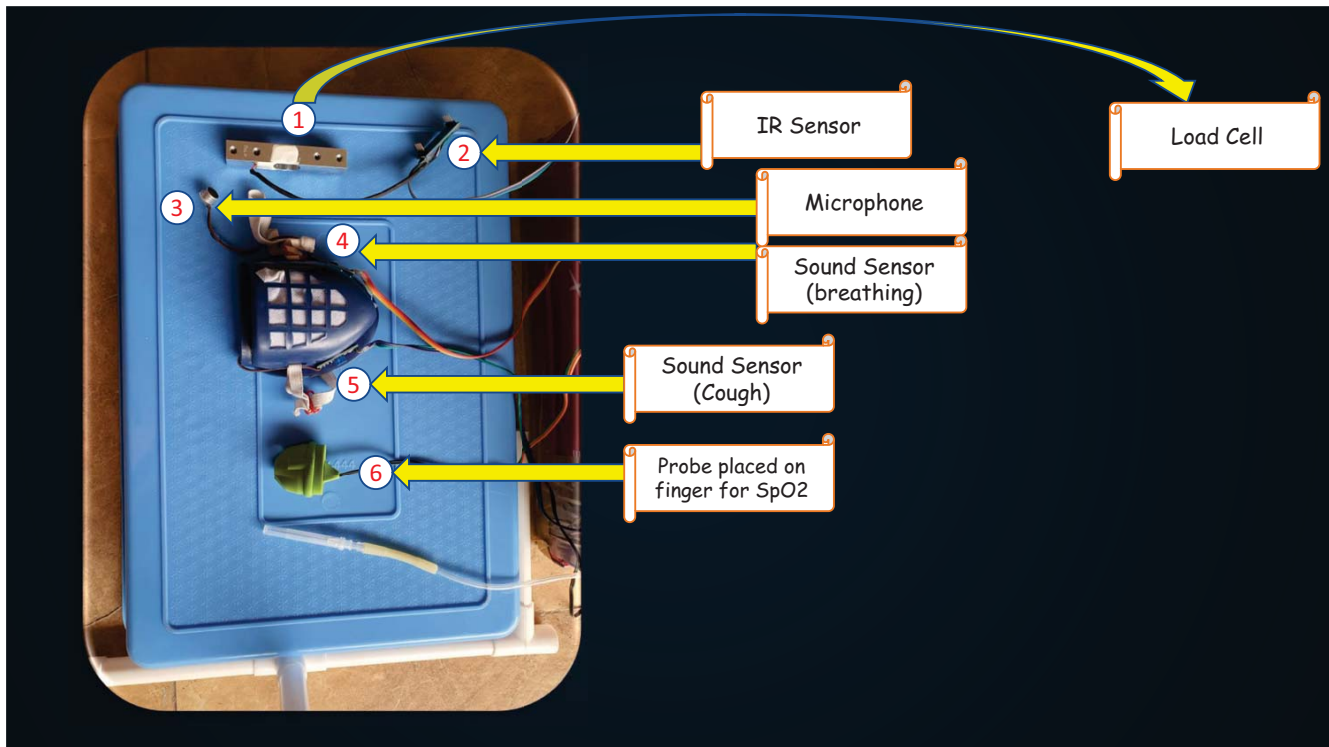 1
IR Sensor
2
Load Cell
Microphone
3
4
Sound Sensor
(breathing)
Sound Sensor
(Cough)
5
Probe placed on
finger for SpO2
6